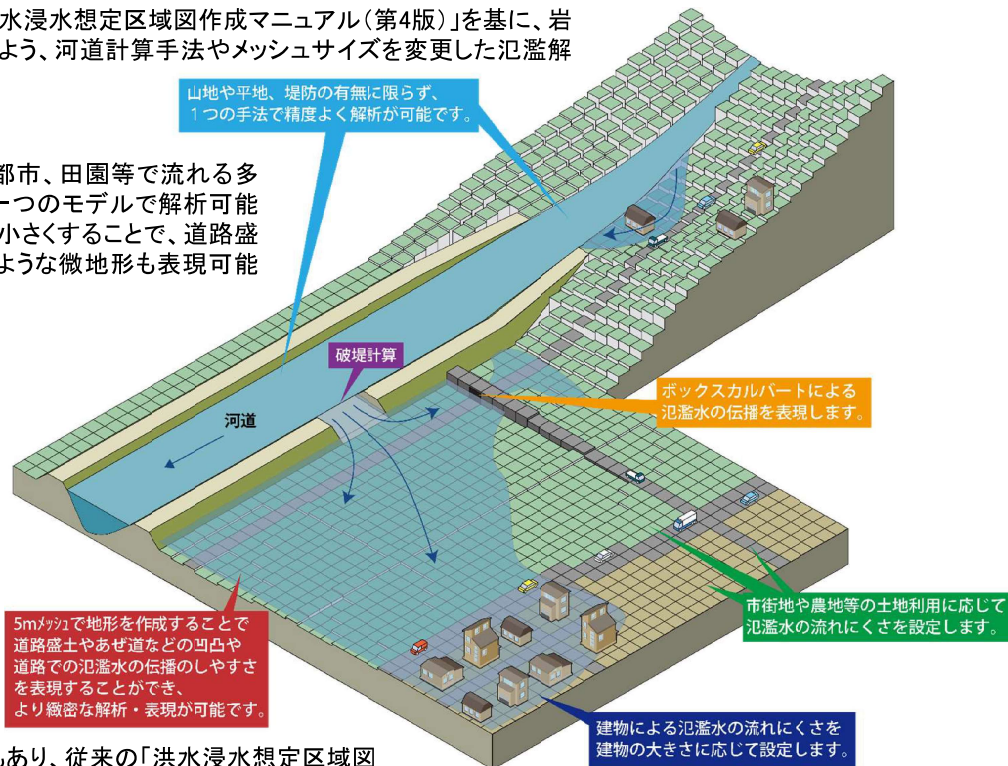 水浸水想定区域図作成マニュアル（第4版）」を基に、岩
よう、河道計算手法やメッシュサイズを変更した氾濫解
山地や平地、堤防の有無に限らず、
１つの手法で精度よく解析が可能です。
都市、田園等で流れる多
一つのモデルで解析可能
小さくすることで、道路盛
ような微地形も表現可能
破堤計算
河道
ボックスカルバートによる
氾濫水の伝播を表現します。
市街地や農地等の土地利用に応じて
氾濫水の流れにくさを設定します。
5mメッシュで地形を作成することで
道路盛土やあぜ道などの凹凸や
道路での氾濫水の伝播のしやすさ
を表現することができ、
より緻密な解析・表現が可能です。
建物による氾濫水の流れにくさを
建物の大きさに応じて設定します。
もあり、従来の「洪水浸水想定区域図